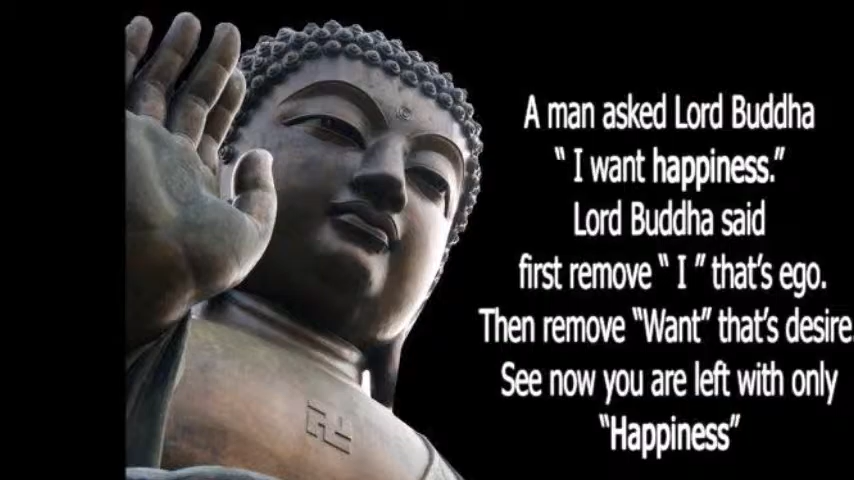 A man asked Lord Buddha
“ I want happiness.”
Lord Buddha said
first remove “ I ” that’s ego.
Then remove “Want” that’s desire.
See now you are left with only
“Happiness”